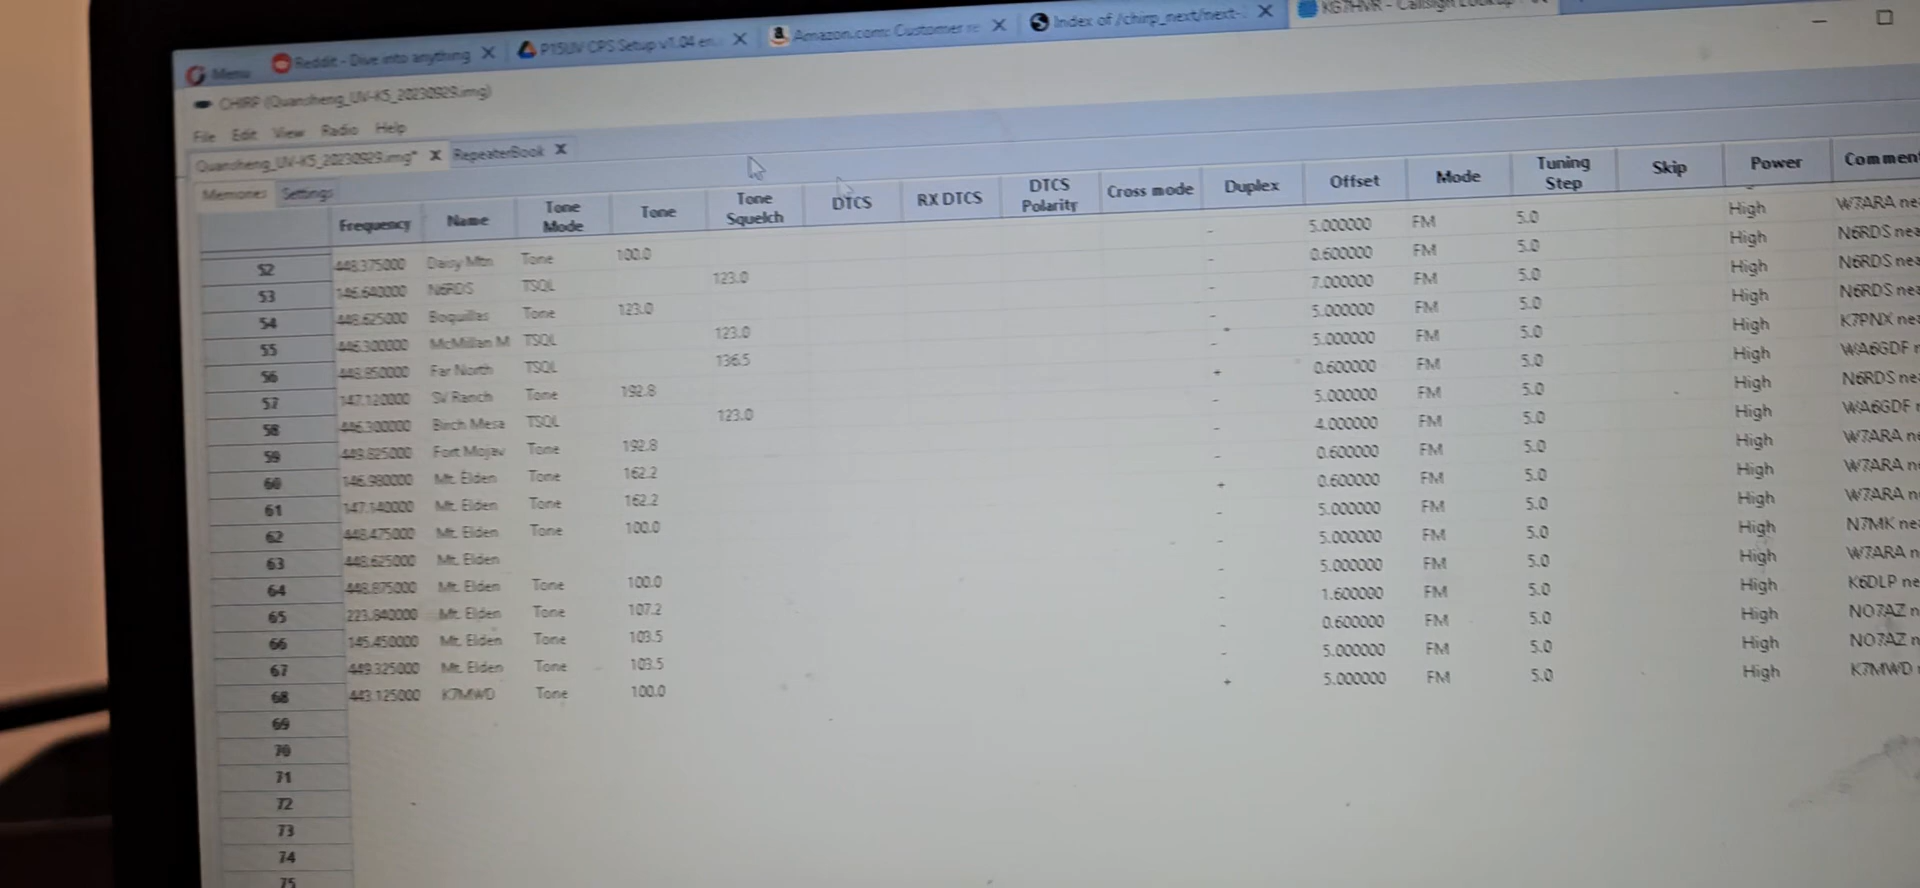 Menu Reddit - Dive into anything X P15UV CPS Setup v1.04 en X Amazon.com: Customer re X Index of /chirp_next/next- X KG7HVR - Callsign Lookup
CHIRP (Quansheng_UV-K5_20230929.img)
File Edit View Radio Help
Quansheng_UV-K5_20230929.img* X RepeaterBook X
Memories Settings
Frequency Name Tone Mode Tone Tone Squelch DTCS RX DTCS DTCS Polarity Cross mode Duplex Offset Mode Tuning Step Skip Power Comment
52 448.375000 Daisy Mtn Tone 100.0 - 5.000000 FM 5.0 High W7ARA nea
53 146.640000 N6RDS TSQL 123.0 - 0.600000 FM 5.0 High N6RDS nea
54 448.625000 Boquillas Tone 123.0 - 7.000000 FM 5.0 High N6RDS nea
55 446.300000 McMillan M TSQL 123.0 - 5.000000 FM 5.0 High N6RDS nea
56 448.950000 Far North TSQL 136.5 - 5.000000 FM 5.0 High K7PNX nea
57 147.120000 SV Ranch Tone 192.8 + 0.600000 FM 5.0 High WA6GDF n
58 446.300000 Birch Mesa TSQL 123.0 - 5.000000 FM 5.0 High N6RDS nea
59 449.825000 Fort Mojav Tone 192.8 - 4.000000 FM 5.0 High WA6GDF n
60 146.980000 Mt. Elden Tone 162.2 - 0.600000 FM 5.0 High W7ARA n
61 147.140000 Mt. Elden Tone 162.2 + 0.600000 FM 5.0 High W7ARA n
62 448.475000 Mt. Elden Tone 100.0 - 5.000000 FM 5.0 High W7ARA n
63 448.625000 Mt. Elden - 5.000000 FM 5.0 High N7MK nea
64 448.875000 Mt. Elden Tone 100.0 - 5.000000 FM 5.0 High W7ARA n
65 223.840000 Mt. Elden Tone 107.2 - 1.600000 FM 5.0 High K6DLP ne
66 145.450000 Mt. Elden Tone 103.5 - 0.600000 FM 5.0 High NO7AZ n
67 449.325000 Mt. Elden Tone 103.5 - 5.000000 FM 5.0 High NO7AZ n
68 443.125000 K7MWD Tone 100.0 + 5.000000 FM 5.0 High K7MWD n
69
70
71
72
73
74
75